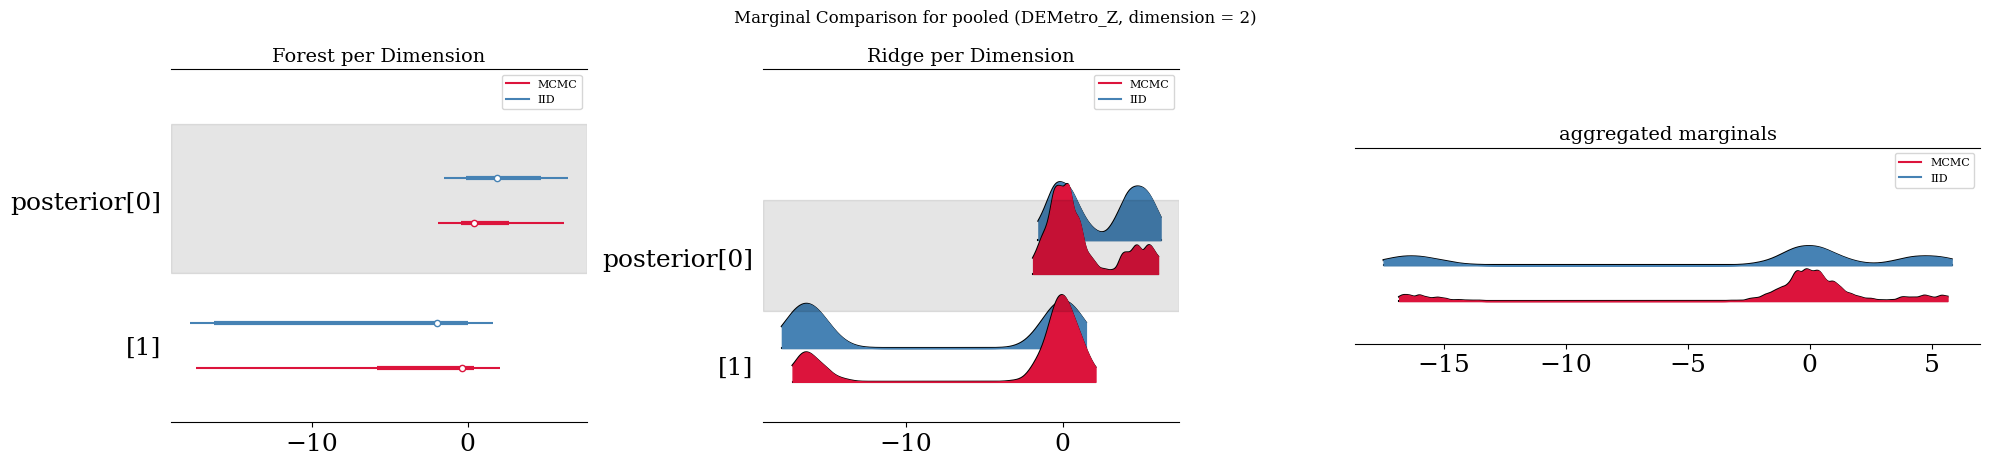 Marginal Comparison for pooled (DEMetro_Z, dimension = 2)
Forest per Dimension
MCMC
IID
posterior[0]
[1]
−10
0
Ridge per Dimension
MCMC
IID
posterior[0]
[1]
−10
0
aggregated marginals
MCMC
IID
−15
−10
−5
0
5